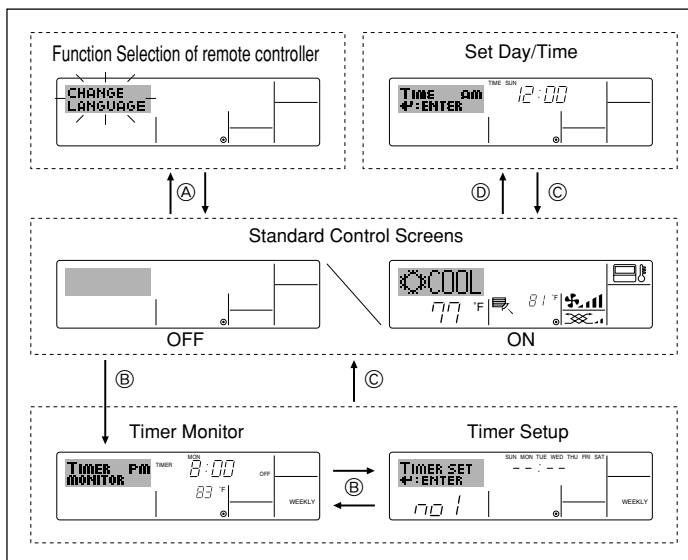 Function Selection of remote controller
CHANGE
LANGUAGE
Set Day/Time
TIME SUN
TIME AM 12:00
↵:ENTER
Ⓐ
Ⓓ
Ⓒ
Standard Control Screens
COOL
77 °F 81 °F
OFF
ON
Ⓑ
Ⓒ
Timer Monitor
MON
TIMER PM TIMER 8:00 OFF
MONITOR
83 °F
WEEKLY
Ⓑ
Timer Setup
SUN MON TUE WED THU FRI SAT
TIMER SET --:--
↵:ENTER
no 1
WEEKLY